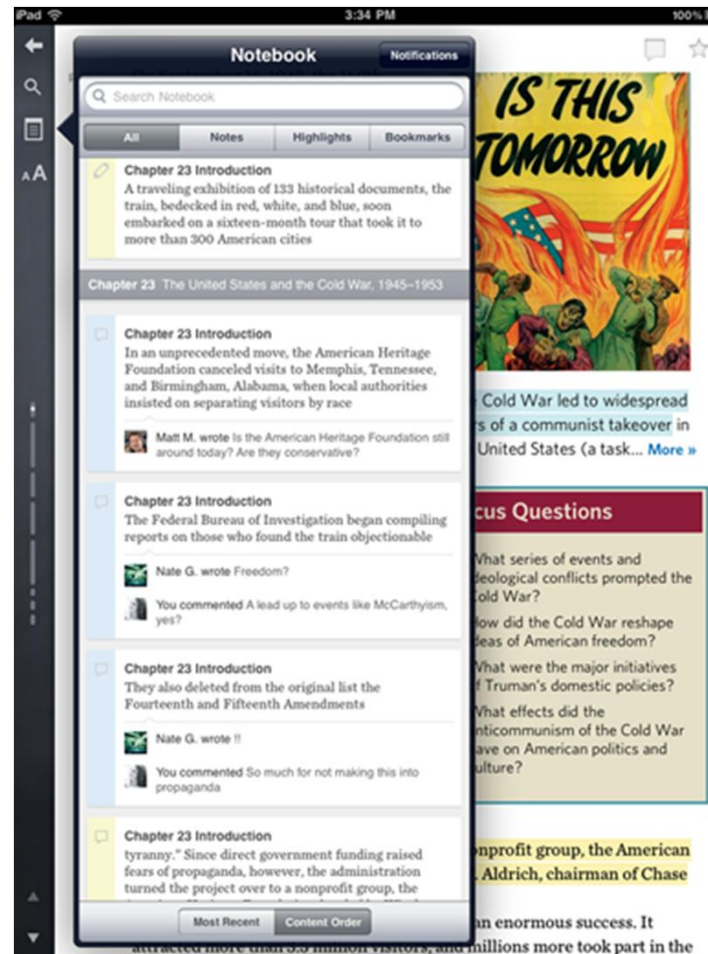 iPad 3:34 PM 100%
Notebook
Notifications
Search Notebook
All Notes Highlights Bookmarks
Chapter 23 Introduction
A traveling exhibition of 133 historical documents, the
train, bedecked in red, white, and blue, soon
embarked on a sixteen-month tour that took it to
more than 300 American cities
Chapter 23 The United States and the Cold War, 1945–1953
Chapter 23 Introduction
In an unprecedented move, the American Heritage
Foundation canceled visits to Memphis, Tennessee,
and Birmingham, Alabama, when local authorities
insisted on separating visitors by race
Matt M. wrote Is the American Heritage Foundation still
around today? Are they conservative?
Chapter 23 Introduction
The Federal Bureau of Investigation began compiling
reports on those who found the train objectionable
Nate G. wrote Freedom?
You commented A lead up to events like McCarthyism,
yes?
Chapter 23 Introduction
They also deleted from the original list the
Fourteenth and Fifteenth Amendments
Nate G. wrote !!
You commented So much for not making this into
propaganda
Chapter 23 Introduction
tyranny." Since direct government funding raised
fears of propaganda, however, the administration
turned the project over to a nonprofit group, the
Most Recent Content Order
AA
IS THIS
TOMORROW
Cold War led to widespread
rs of a communist takeover in
United States (a task... More »
cus Questions
What series of events and
deological conflicts prompted the
Cold War?
How did the Cold War reshape
deas of American freedom?
What were the major initiatives
f Truman's domestic policies?
What effects did the
nticommunism of the Cold War
ave on American politics and
ulture?
nprofit group, the American
. Aldrich, chairman of Chase
an enormous success. It
attracted more than 3.5 million visitors, and millions more took part in the